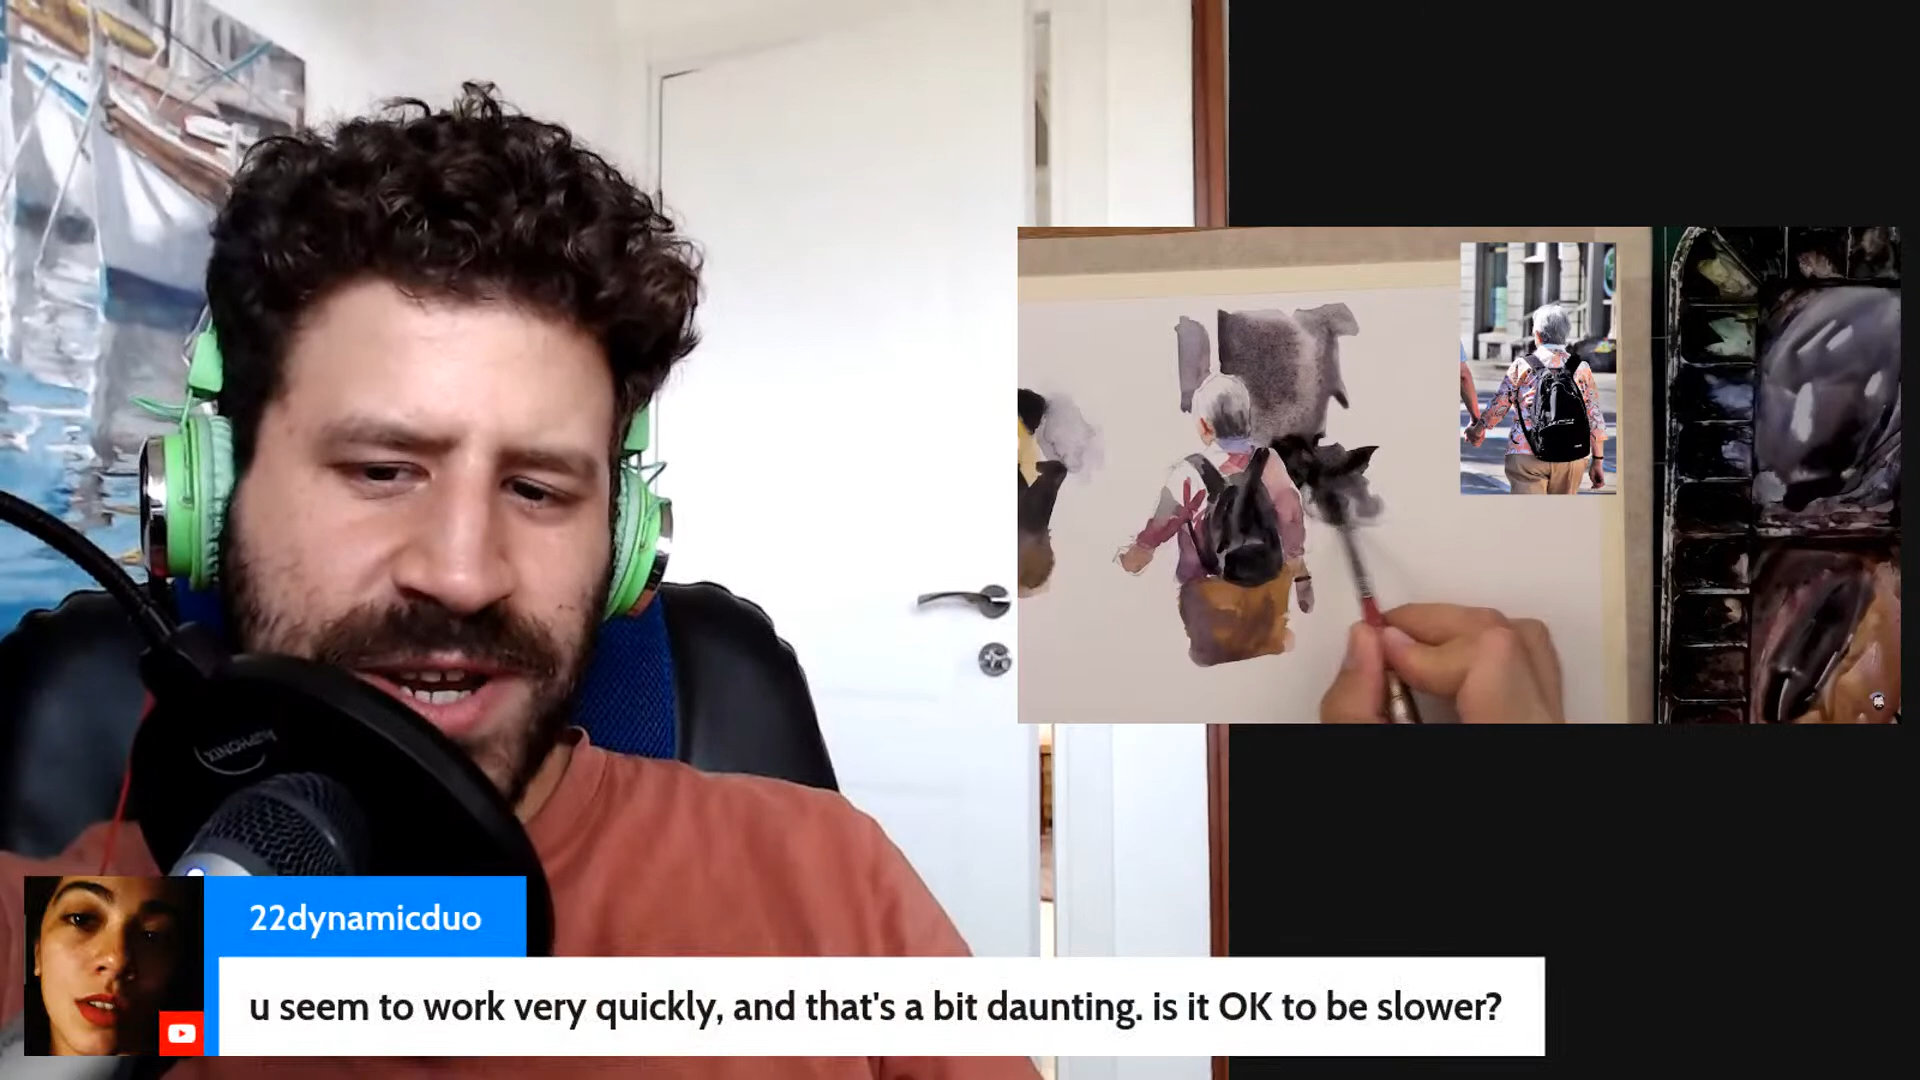 22dynamicduo
u seem to work very quickly, and that's a bit daunting. is it OK to be slower?